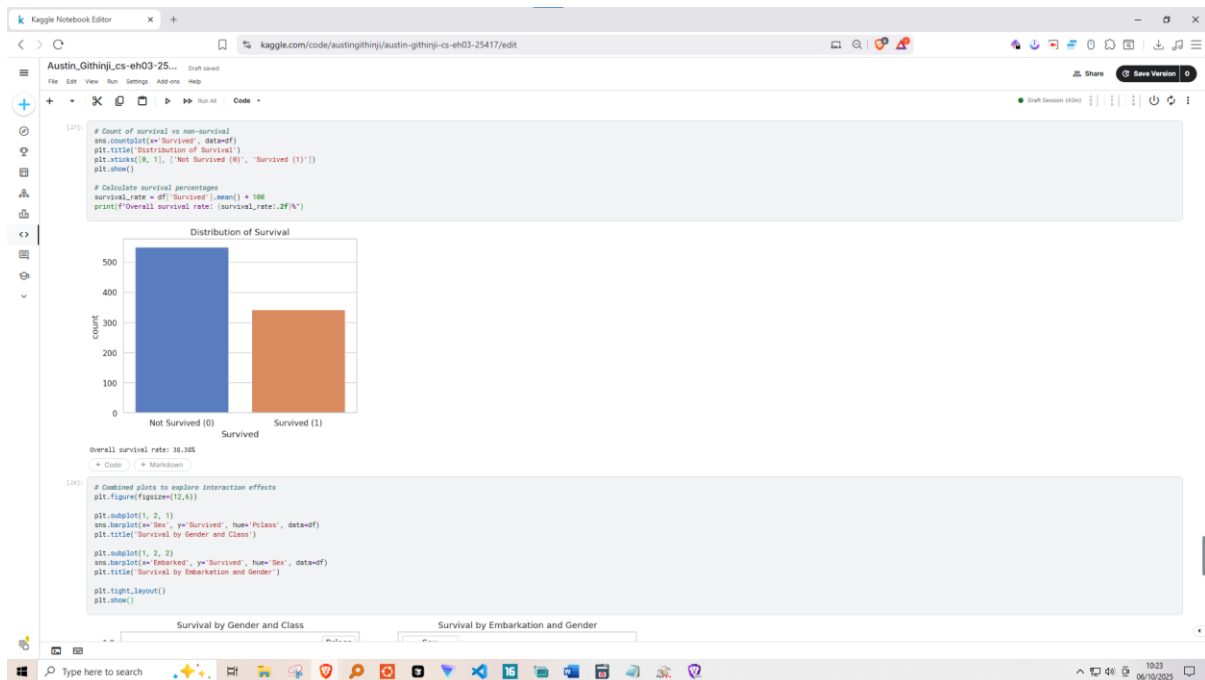 Kaggle Notebook Editor
kaggle.com/code/austingithinji/austin-githinji-cs-eh03-25417/edit
Austin_Githinji_cs-eh03-25... Draft saved
File Edit View Run Settings Add-ons Help
Share
Save Version 0
Run All Code
Draft Session (40m)
[27]:
# Count of survival vs non-survival
sns.countplot(x='Survived', data=df)
plt.title('Distribution of Survival')
plt.xticks([0, 1], ['Not Survived (0)', 'Survived (1)'])
plt.show()
# Calculate survival percentages
survival_rate = df['Survived'].mean() * 100
print(f"Overall survival rate: {survival_rate:.2f}%")
Distribution of Survival
500
400
300
200
100
0
count
Not Survived (0) Survived (1)
Survived
Overall survival rate: 38.38%
+ Code + Markdown
# Combined plots to explore interaction effects
plt.figure(figsize=(12,6))
plt.subplot(1, 2, 1)
sns.barplot(x='Sex', y='Survived', hue='Pclass', data=df)
plt.title('Survival by Gender and Class')
plt.subplot(1, 2, 2)
sns.barplot(x='Embarked', y='Survived', hue='Sex', data=df)
plt.title('Survival by Embarkation and Gender')
plt.tight_layout()
plt.show()
Survival by Gender and Class Survival by Embarkation and Gender
Type here to search
16
10:23
06/10/2025